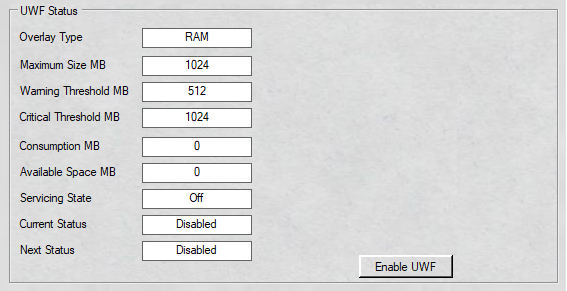 UWF Status
Overlay Type RAM
Maximum Size MB 1024
Warning Threshold MB 512
Critical Threshold MB 1024
Consumption MB 0
Available Space MB 0
Servicing State Off
Current Status Disabled
Next Status Disabled
Enable UWF